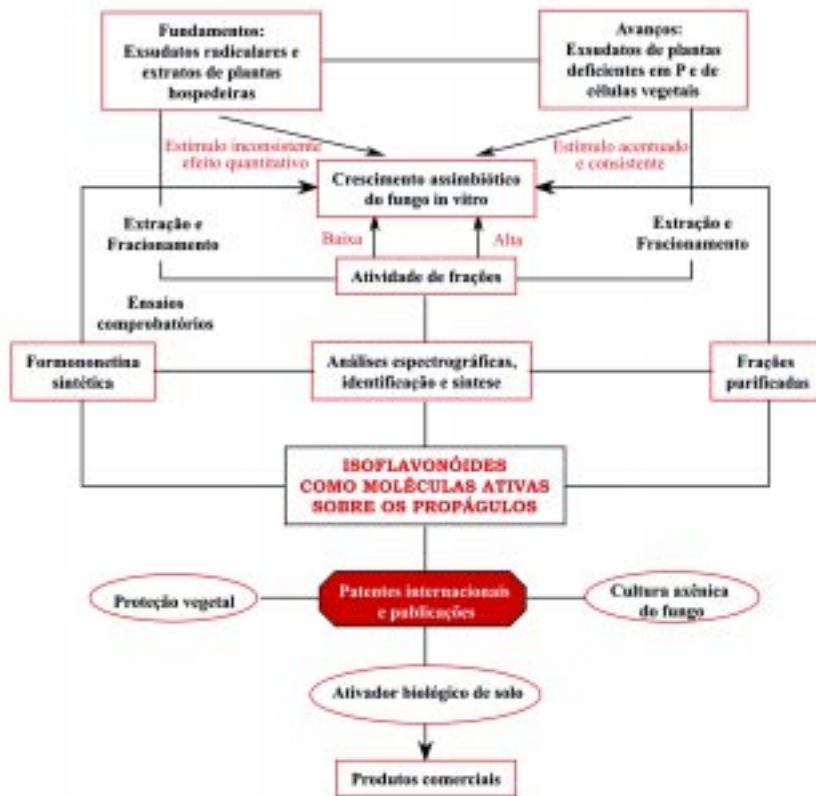 Fundamentos:
Exsudatos radiculares e
extratos de plantas
hospedeiras
Avanços:
Exsudatos de plantas
deficientes em P e de
células vegetais
Estímulo inconsistente
efeito quantitativo
Estímulo acentuado
e consistente
Crescimento assimbiótico
do fungo in vitro
Extração e
Fracionamento
Baixa
Alta
Extração e
Fracionamento
Atividade de frações
Ensaios
comprobatórios
Formononetina
sintética
Análises espectrográficas,
identificação e síntese
Frações
purificadas
ISOFLAVONÓIDES
COMO MOLÉCULAS ATIVAS
SOBRE OS PROPÁGULOS
Proteção vegetal
Patentes internacionais
e publicações
Cultura axênica
do fungo
Ativador biológico de solo
Produtos comerciais